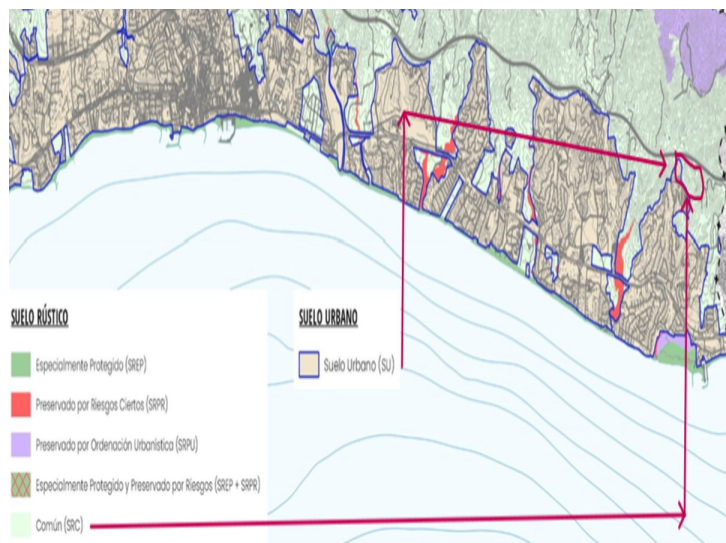 SUELO RÚSTICO
Especialmente Protegido (SREP)
Preservado por Riesgos Ciertos (SRPR)
Preservado por Ordenación Urbanística (SRPU)
Especialmente Protegido y Preservado por Riesgos (SREP + SRPR)
Común (SRC)
SUELO URBANO
Suelo Urbano (SU)